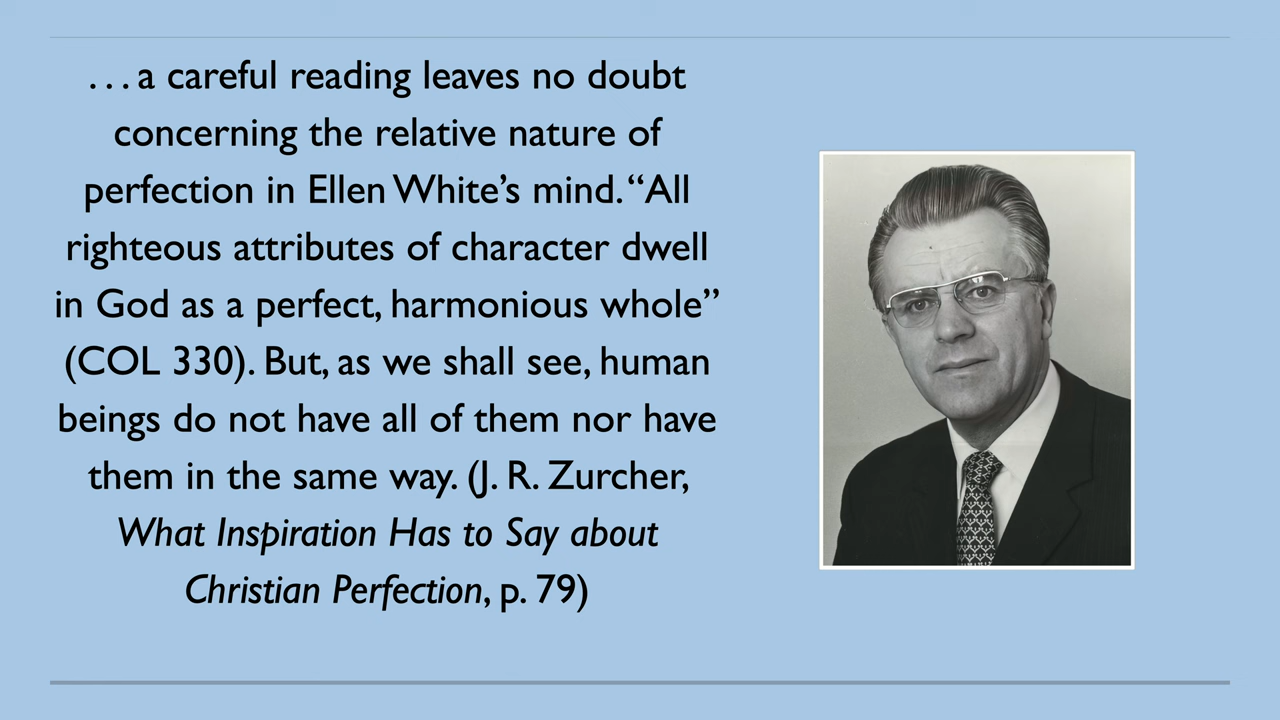 . . . a careful reading leaves no doubt
concerning the relative nature of
perfection in Ellen White’s mind. “All
righteous attributes of character dwell
in God as a perfect, harmonious whole”
(COL 330). But, as we shall see, human
beings do not have all of them nor have
them in the same way. (J. R. Zurcher,
What Inspiration Has to Say about
Christian Perfection, p. 79)